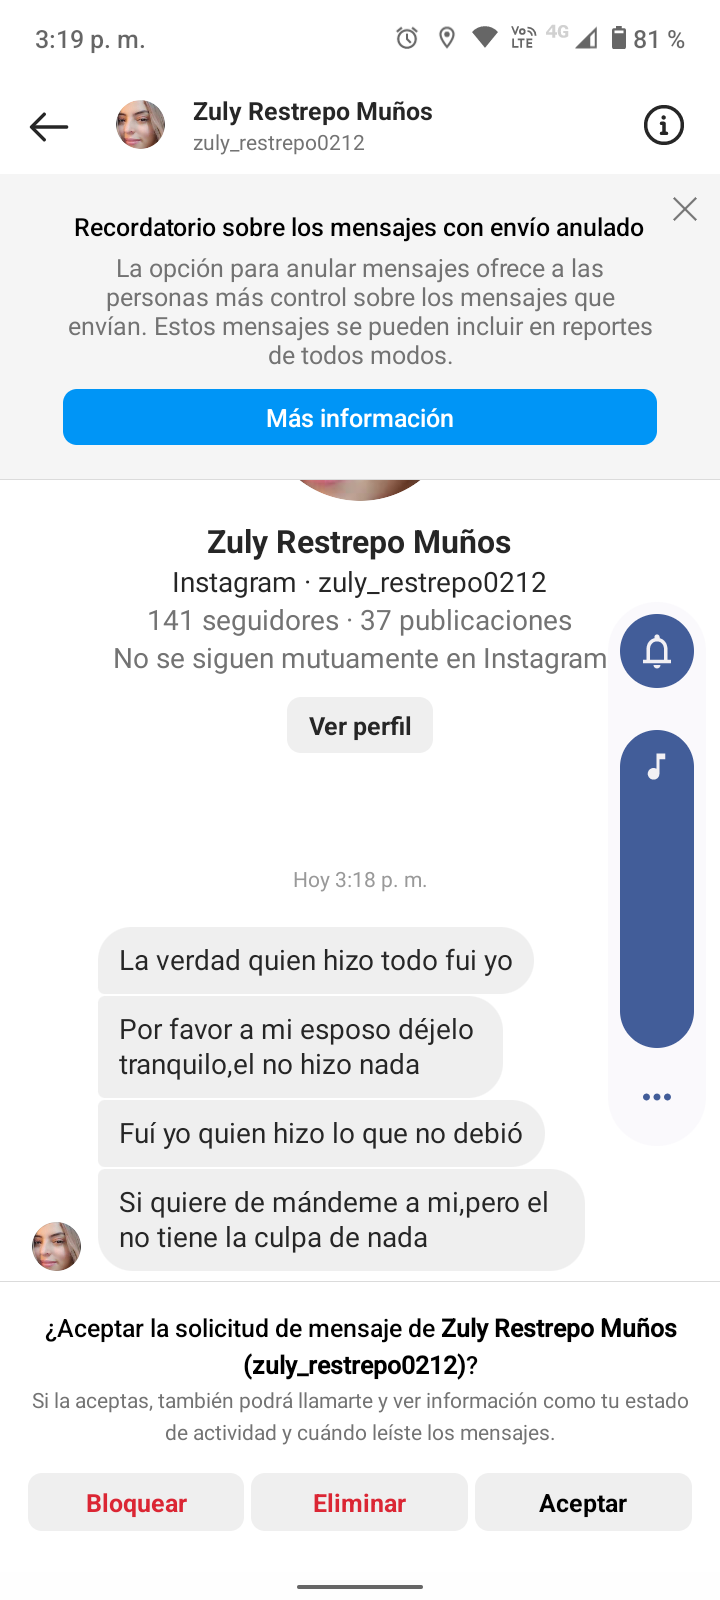 3:19 p. m.
Vo LTE 4G 81 %
Zuly Restrepo Muños
zuly_restrepo0212
Recordatorio sobre los mensajes con envío anulado
La opción para anular mensajes ofrece a las
personas más control sobre los mensajes que
envían. Estos mensajes se pueden incluir en reportes
de todos modos.
Más información
Zuly Restrepo Muños
Instagram · zuly_restrepo0212
141 seguidores · 37 publicaciones
No se siguen mutuamente en Instagram
Ver perfil
Hoy 3:18 p. m.
La verdad quien hizo todo fui yo
Por favor a mi esposo déjelo
tranquilo,el no hizo nada
Fuí yo quien hizo lo que no debió
Si quiere de mándeme a mi,pero el
no tiene la culpa de nada
¿Aceptar la solicitud de mensaje de Zuly Restrepo Muños
(zuly_restrepo0212)?
Si la aceptas, también podrá llamarte y ver información como tu estado
de actividad y cuándo leíste los mensajes.
Bloquear
Eliminar
Aceptar